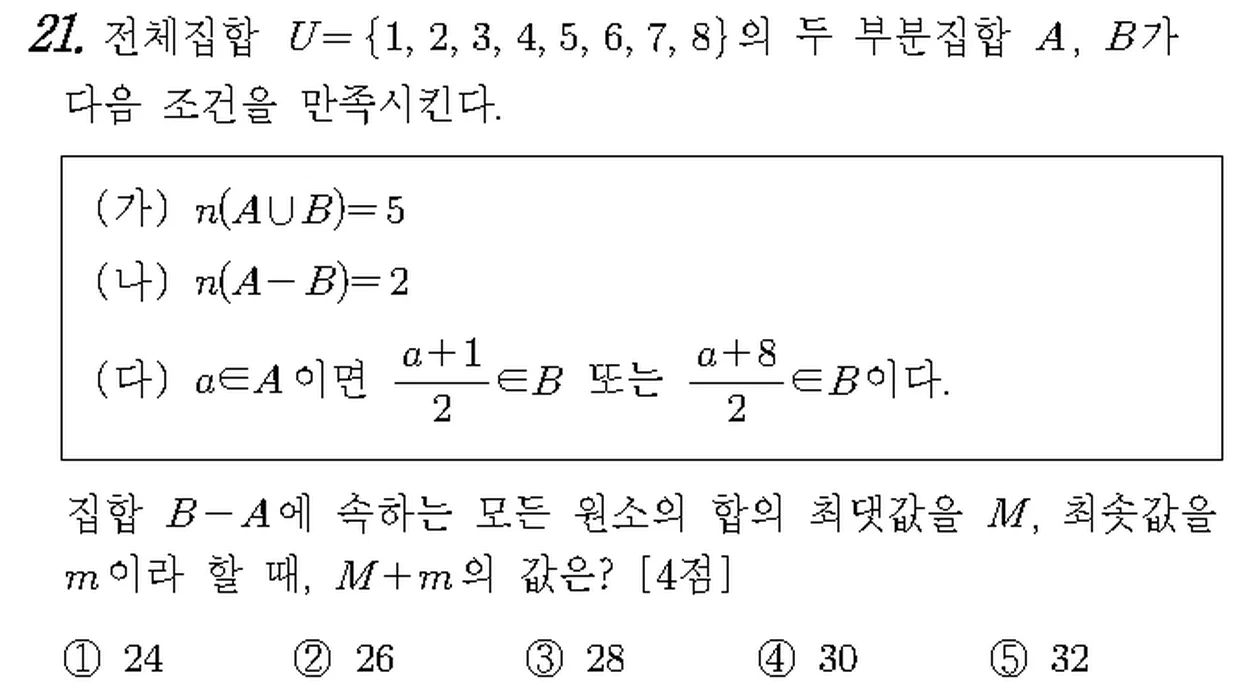 21. 전체집합 U={1, 2, 3, 4, 5, 6, 7, 8}의 두 부분집합 A, B가
다음 조건을 만족시킨다.
(가) n(A∪B)=5
(나) n(A−B)=2
(다) a∈A이면 (a+1)/2∈B 또는 (a+8)/2∈B이다.
집합 B−A에 속하는 모든 원소의 합의 최댓값을 M, 최솟값을
m이라 할 때, M+m의 값은? [4점]
① 24 ② 26 ③ 28 ④ 30 ⑤ 32